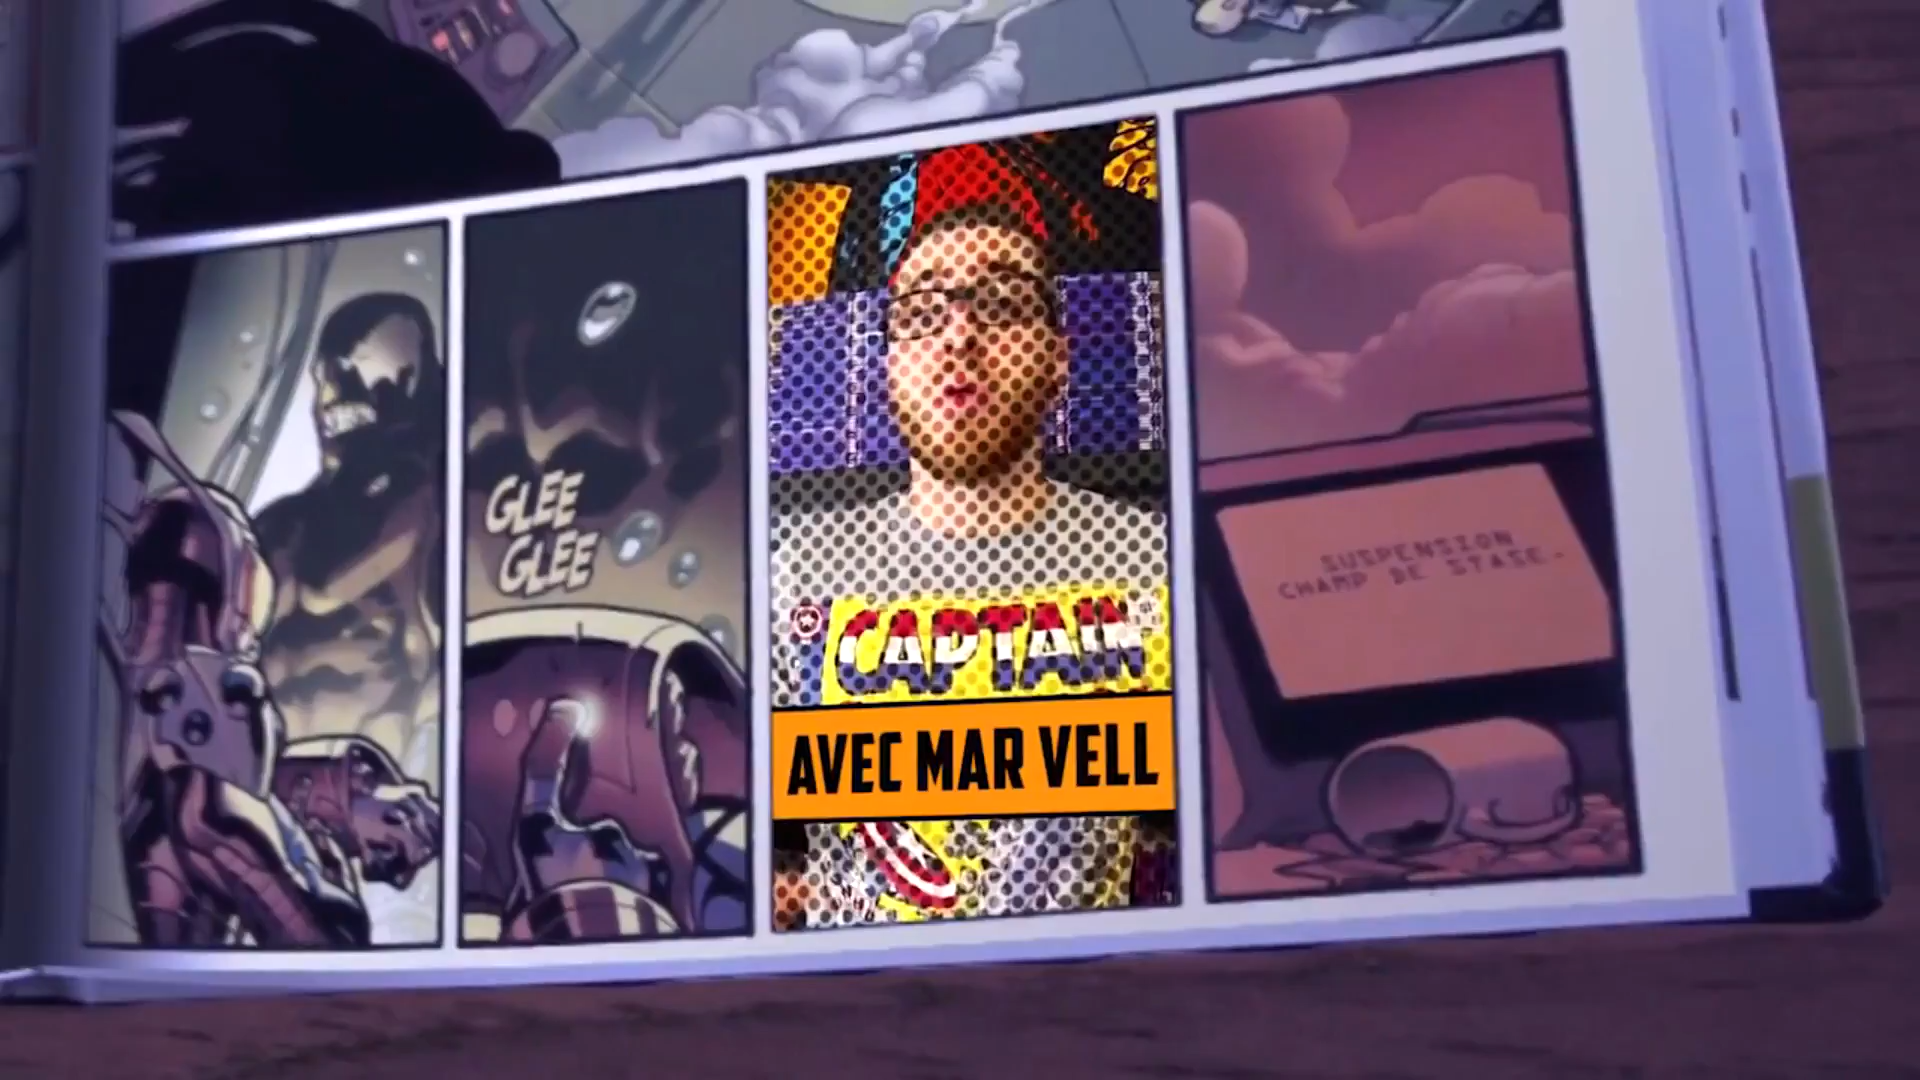 GLEE
GLEE
CAPTAIN
AVEC MAR VELL
SUSPENSION
CHAMP DE STASE.